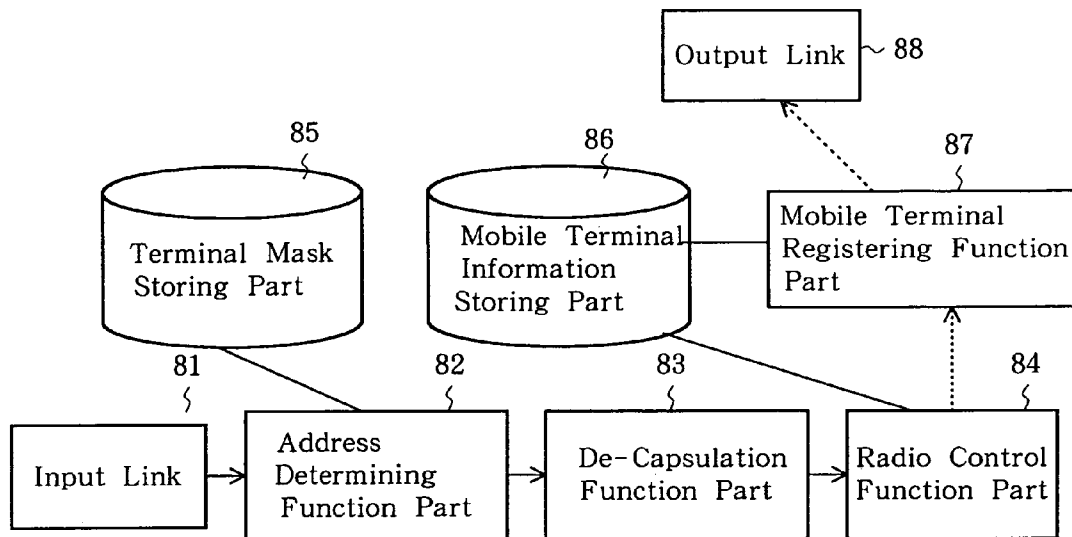 Output Link
88
85
86
87
Terminal Mask
Storing Part
Mobile Terminal
Information
Storing Part
Mobile Terminal
Registering Function
Part
81
82
83
84
Input Link
Address
Determining
Function Part
De-Capsulation
Function Part
Radio Control
Function Part